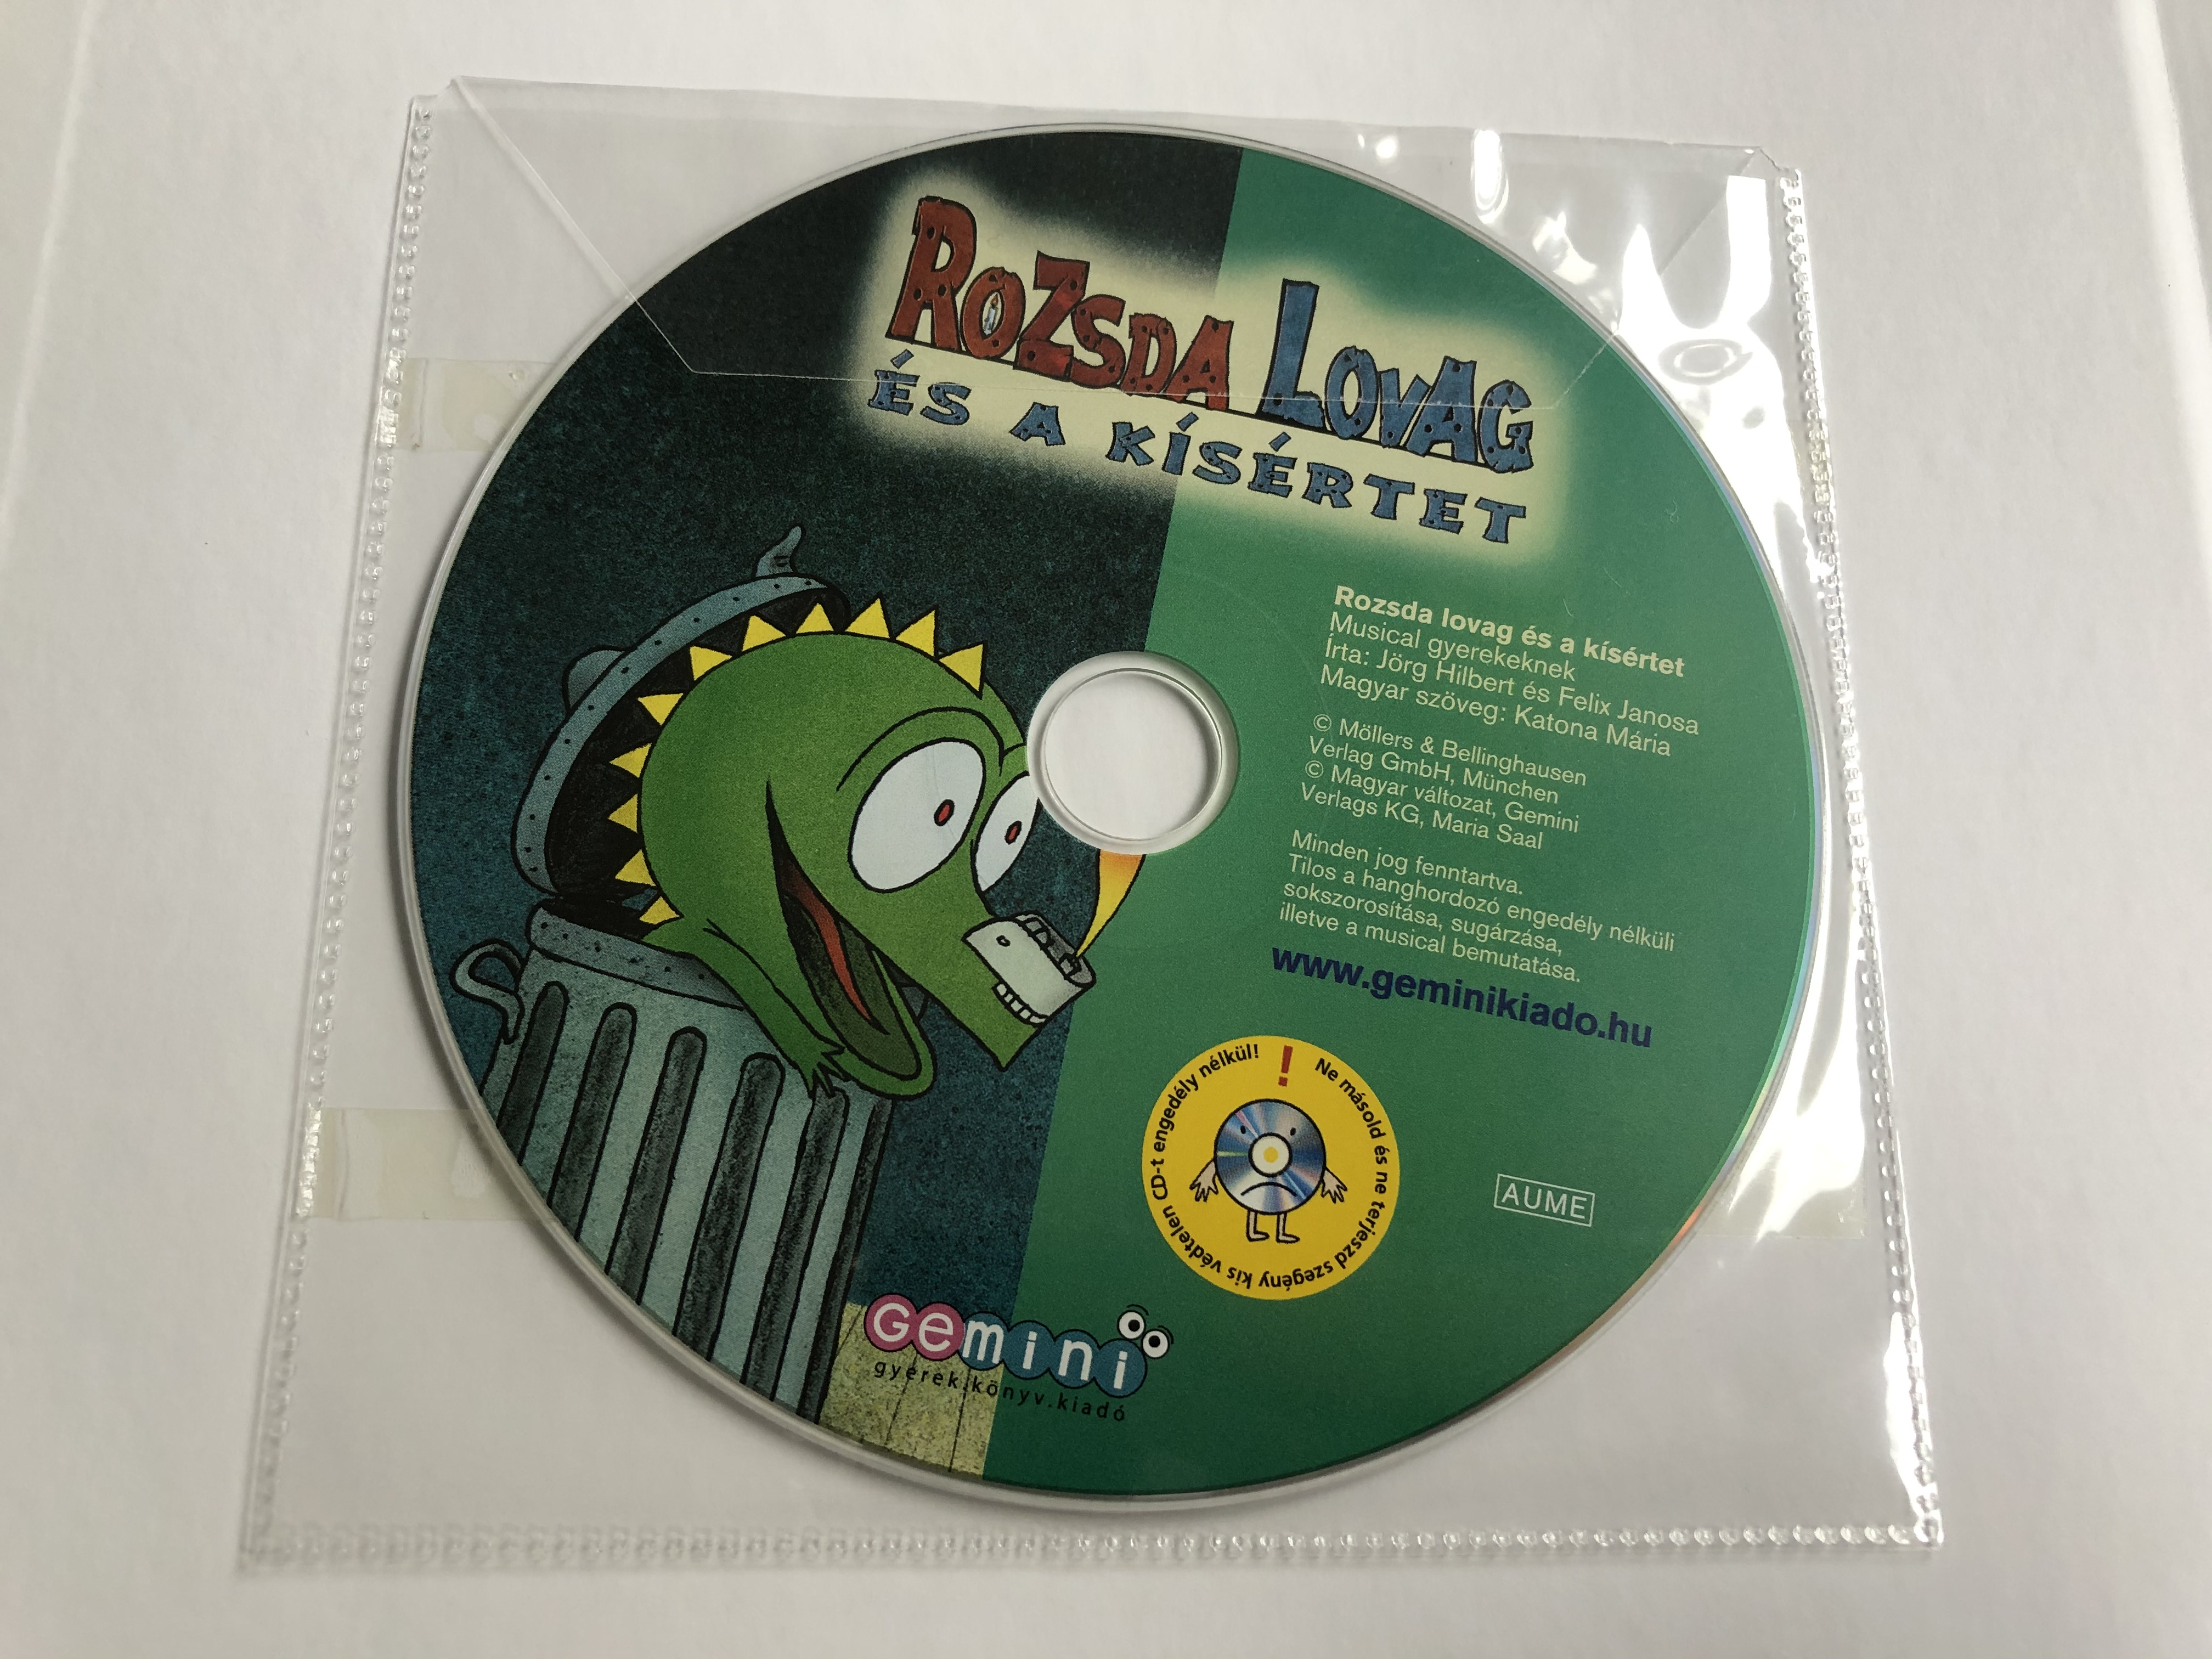 ROZSDA LOVAG
ÉS A KÍSÉRTET
Rozsda lovag és a kísértet
Musical gyerekeknek
Írta: Jörg Hilbert és Felix Janosa
Magyar szöveg: Katona Mária
© Möllers & Bellinghausen
Verlag GmbH, München
© Magyar változat, Gemini
Verlags KG, Maria Saal
Minden jog fenntartva.
Tilos a hanghordozó engedély nélküli
sokszorosítása, sugárzása,
illetve a musical bemutatása.
www.geminikiado.hu
! Ne másold és ne terjeszd szegény kis védtelen CD-t engedély nélkül!
AUME
Gemini
gyerek.könyv.kiadó